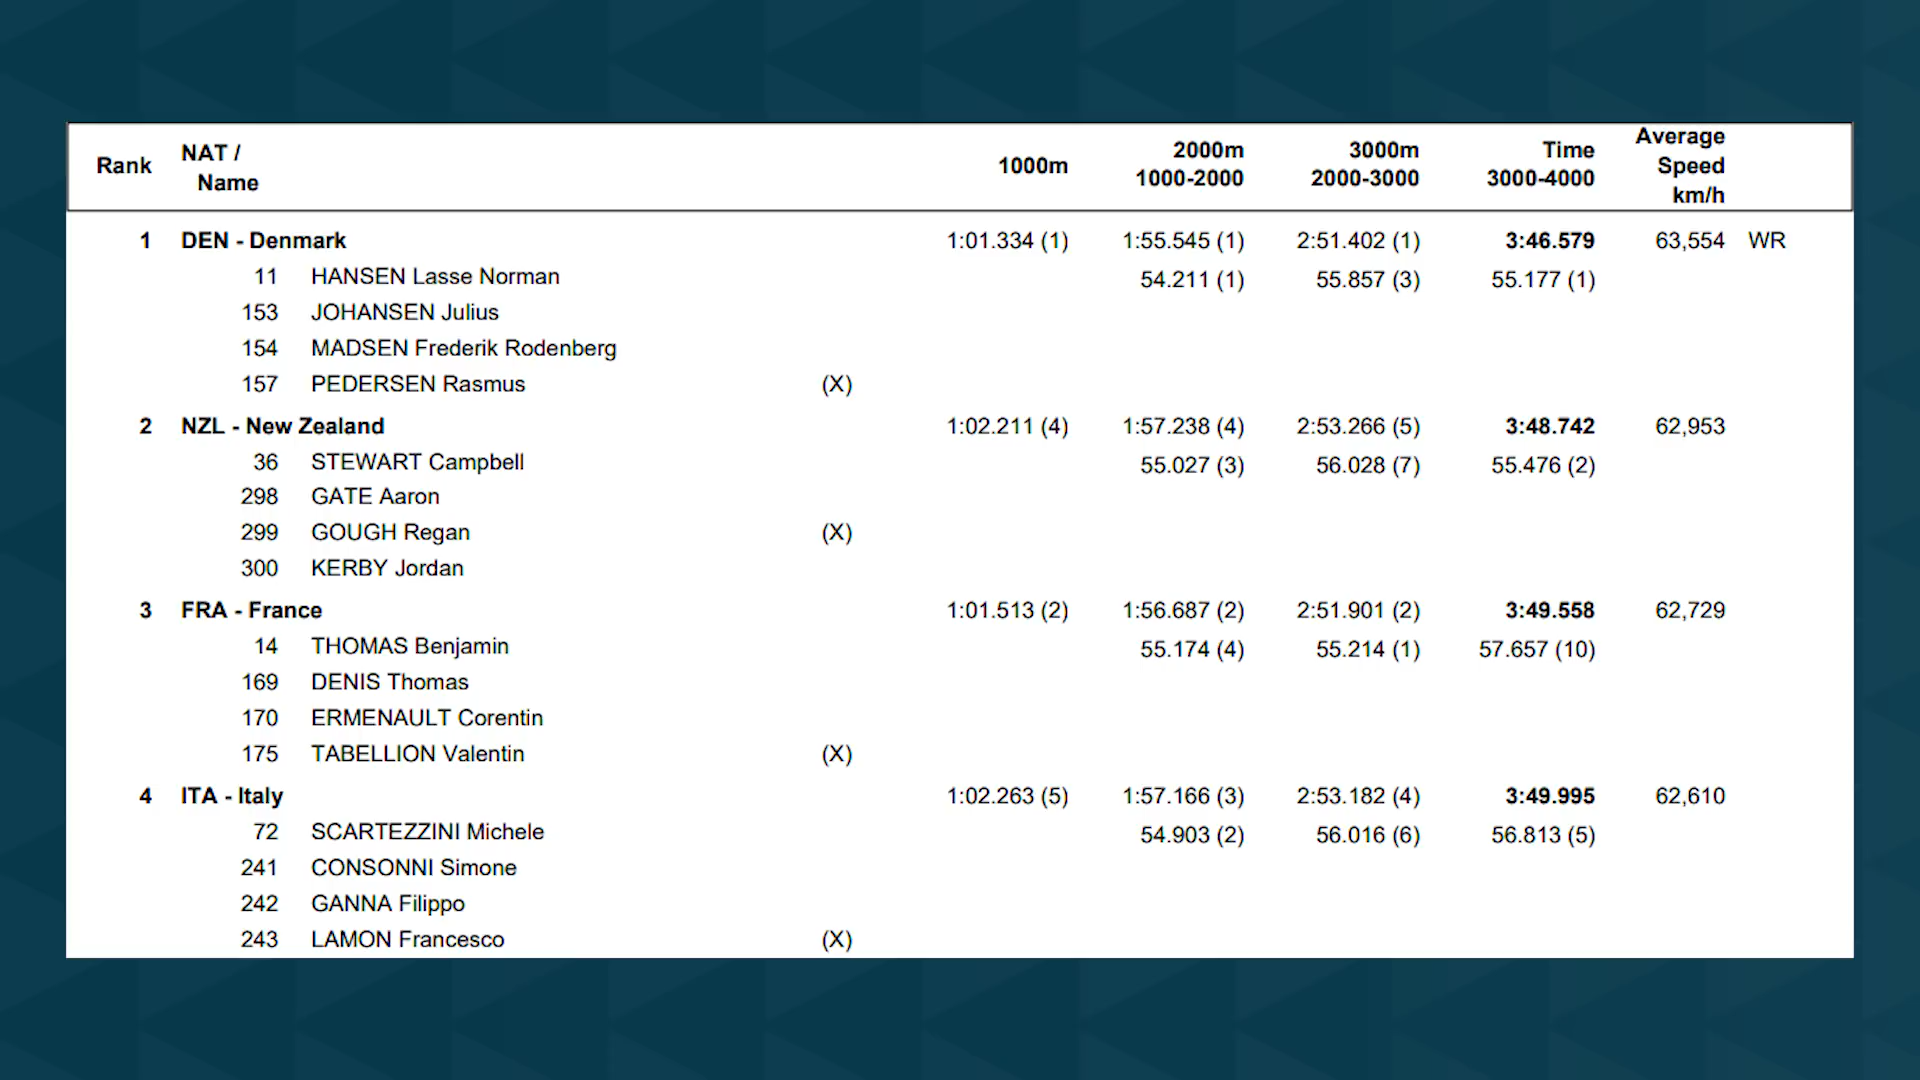 Rank NAT / Name 1000m 2000m 1000-2000 3000m 2000-3000 Time 3000-4000 Average Speed km/h
1 DEN - Denmark 1:01.334 (1) 1:55.545 (1) 2:51.402 (1) 3:46.579 63,554 WR
11 HANSEN Lasse Norman 54.211 (1) 55.857 (3) 55.177 (1)
153 JOHANSEN Julius
154 MADSEN Frederik Rodenberg
157 PEDERSEN Rasmus (X)
2 NZL - New Zealand 1:02.211 (4) 1:57.238 (4) 2:53.266 (5) 3:48.742 62,953
36 STEWART Campbell 55.027 (3) 56.028 (7) 55.476 (2)
298 GATE Aaron
299 GOUGH Regan (X)
300 KERBY Jordan
3 FRA - France 1:01.513 (2) 1:56.687 (2) 2:51.901 (2) 3:49.558 62,729
14 THOMAS Benjamin 55.174 (4) 55.214 (1) 57.657 (10)
169 DENIS Thomas
170 ERMENAULT Corentin
175 TABELLION Valentin (X)
4 ITA - Italy 1:02.263 (5) 1:57.166 (3) 2:53.182 (4) 3:49.995 62,610
72 SCARTEZZINI Michele 54.903 (2) 56.016 (6) 56.813 (5)
241 CONSONNI Simone
242 GANNA Filippo
243 LAMON Francesco (X)